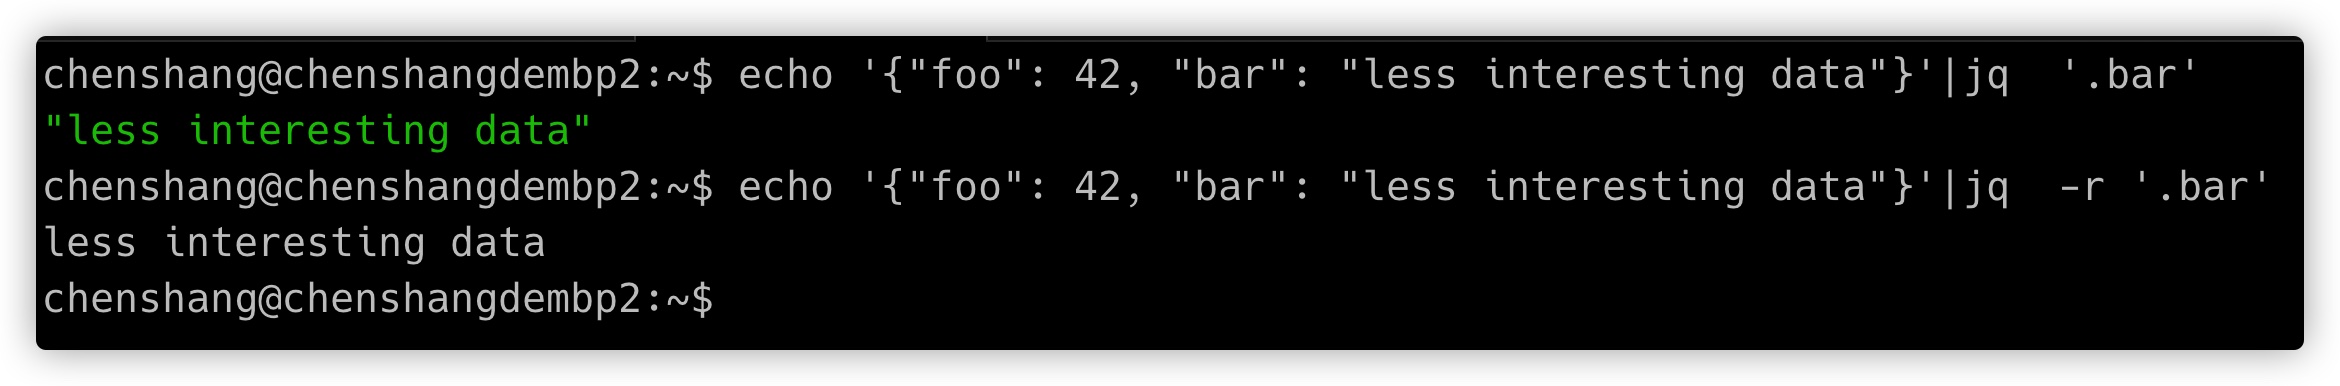 chenshang@chenshangdembp2:~$ echo '{"foo": 42, "bar": "less interesting data"}'|jq  '.bar'
"less interesting data"
chenshang@chenshangdembp2:~$ echo '{"foo": 42, "bar": "less interesting data"}'|jq  -r '.bar'
less interesting data
chenshang@chenshangdembp2:~$